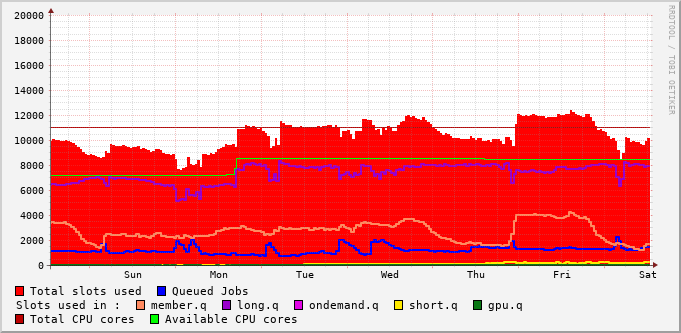 20000
18000
16000
14000
12000
10000
8000
6000
4000
2000
0
Sun Mon Tue Wed Thu Fri Sat
RRDTOOL / TOBI OETIKER
Total slots used Queued Jobs
Slots used in : member.q long.q ondemand.q short.q gpu.q
Total CPU cores Available CPU cores